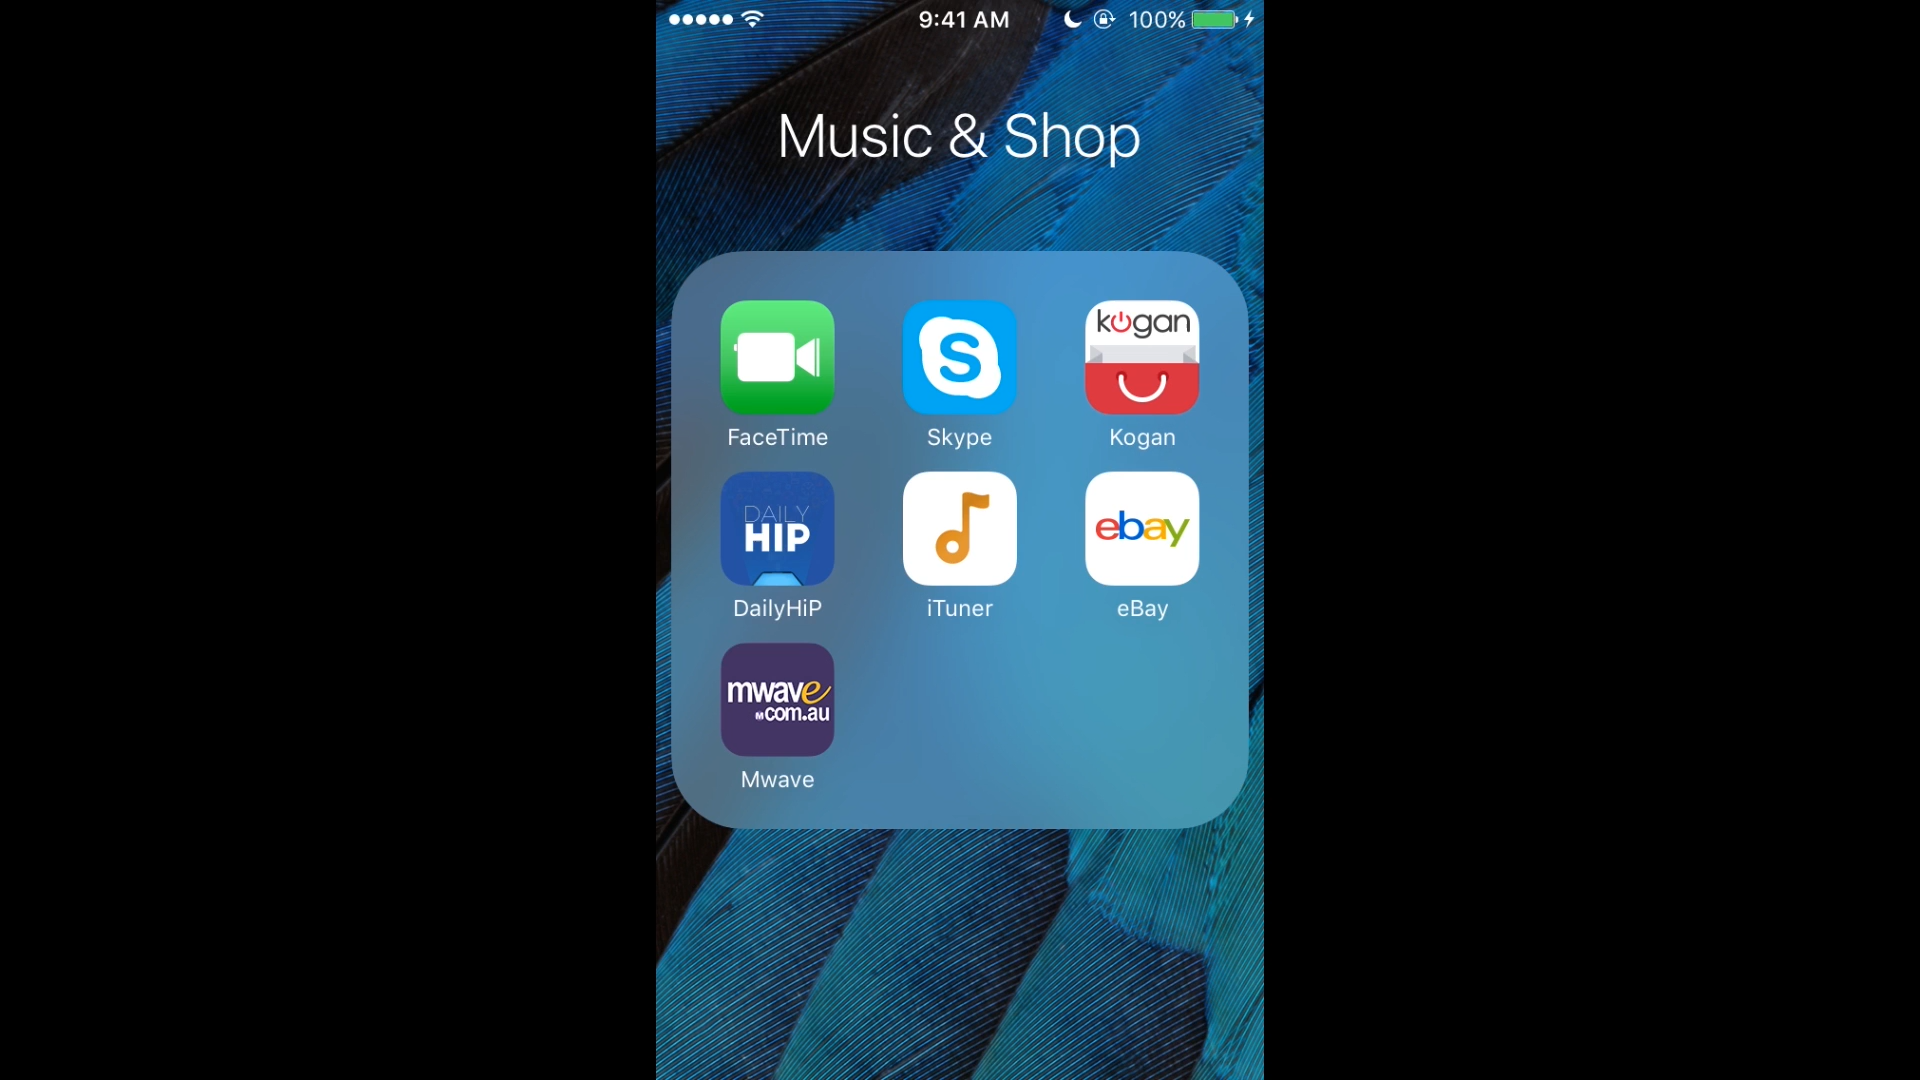 9:41 AM
100%
Music & Shop
kogan
FaceTime
Skype
Kogan
DAILY
HIP
ebay
DailyHiP
iTuner
eBay
mwave
.com.au
Mwave